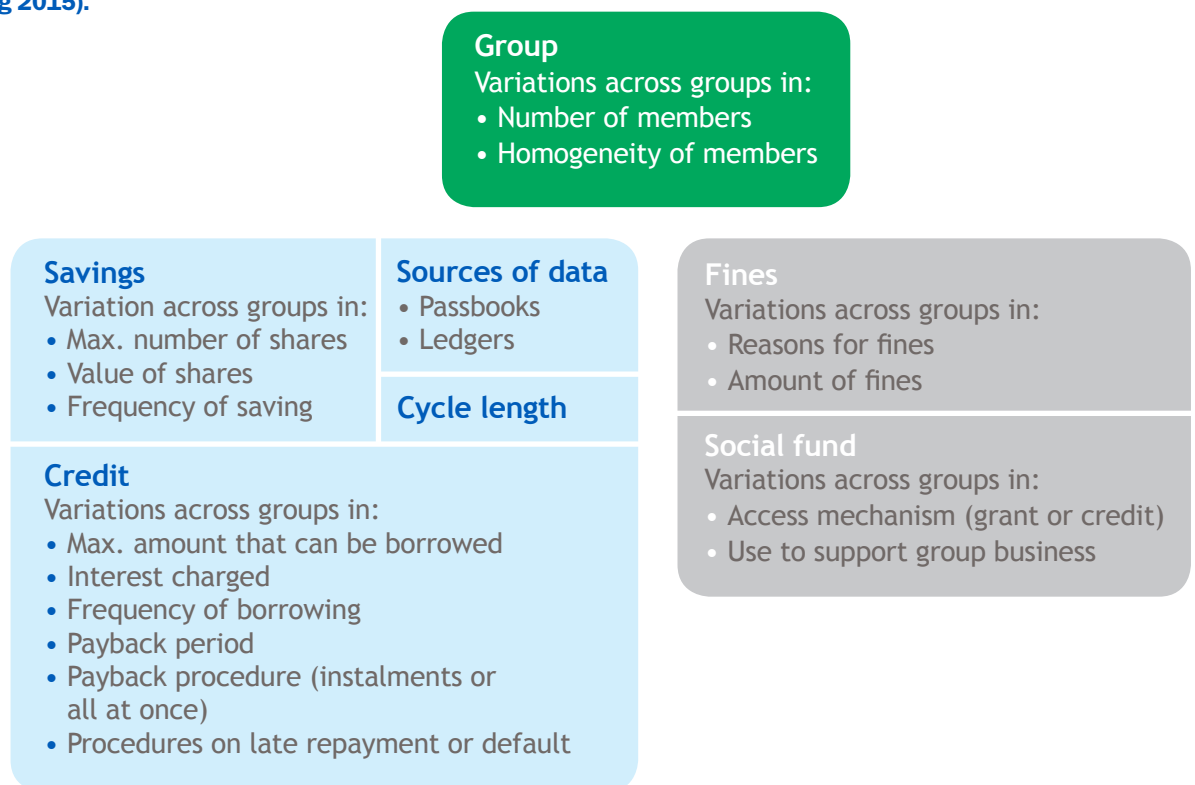 g 2015).
Group
Variations across groups in:
• Number of members
• Homogeneity of members
Savings
Variation across groups in:
• Max. number of shares
• Value of shares
• Frequency of saving
Sources of data
• Passbooks
• Ledgers
Cycle length
Credit
Variations across groups in:
• Max. amount that can be borrowed
• Interest charged
• Frequency of borrowing
• Payback period
• Payback procedure (instalments or
all at once)
• Procedures on late repayment or default
Fines
Variations across groups in:
• Reasons for fines
• Amount of fines
Social fund
Variations across groups in:
• Access mechanism (grant or credit)
• Use to support group business